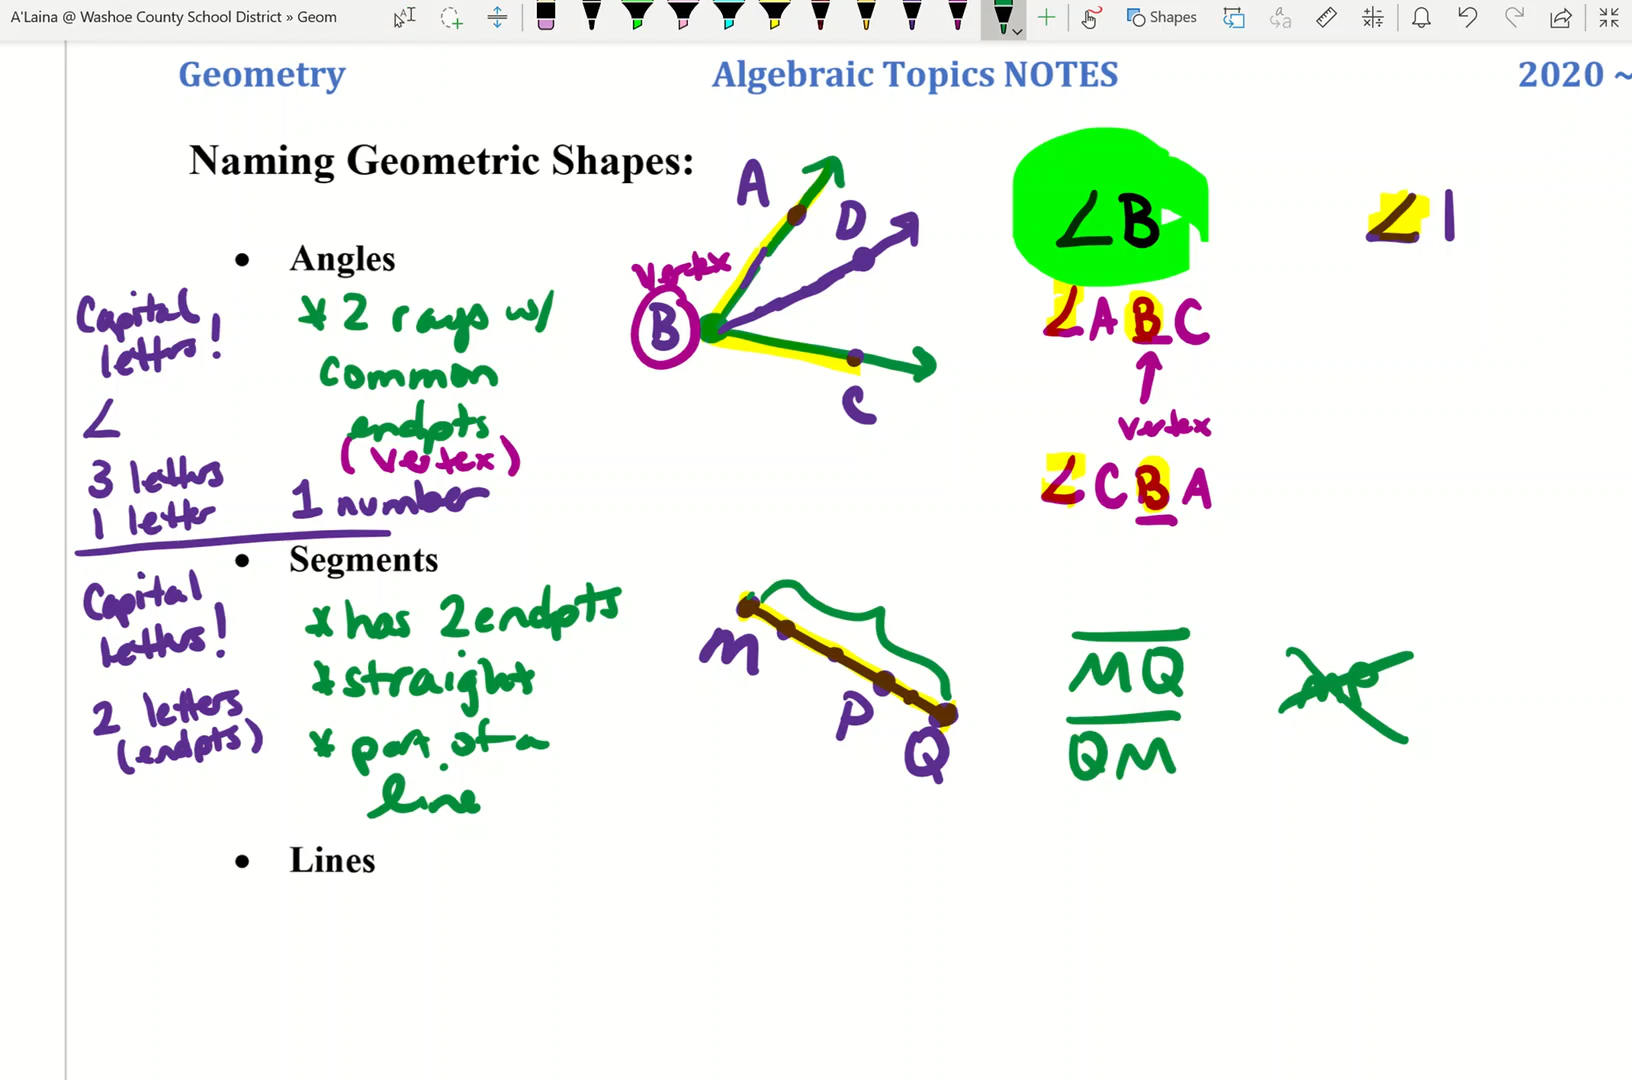 A'Laina @ Washoe County School District » Geom
Shapes
Geometry Algebraic Topics NOTES 2020 ~
Naming Geometric Shapes:
A
D
∠B
∠1
• Angles
vertex
Capital
letters!
* 2 rays w/
B
∠ABC
common
C
∠
endpts
vertex
(vertex)
3 letters
1 number
∠CBA
1 letter
• Segments
Capital
letters!
* has 2 endpts
M
MQ
* straight
2 letters
(endpts)
P
Q
QM
* part of a
line
• Lines